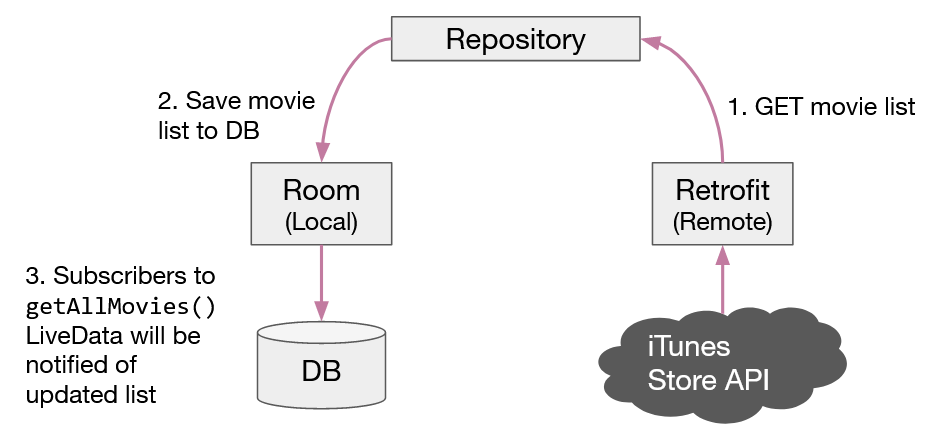 Repository
2. Save movie
list to DB
1. GET movie list
Room
(Local)
Retrofit
(Remote)
3. Subscribers to
getAllMovies()
LiveData will be
notified of
updated list
DB
iTunes
Store API